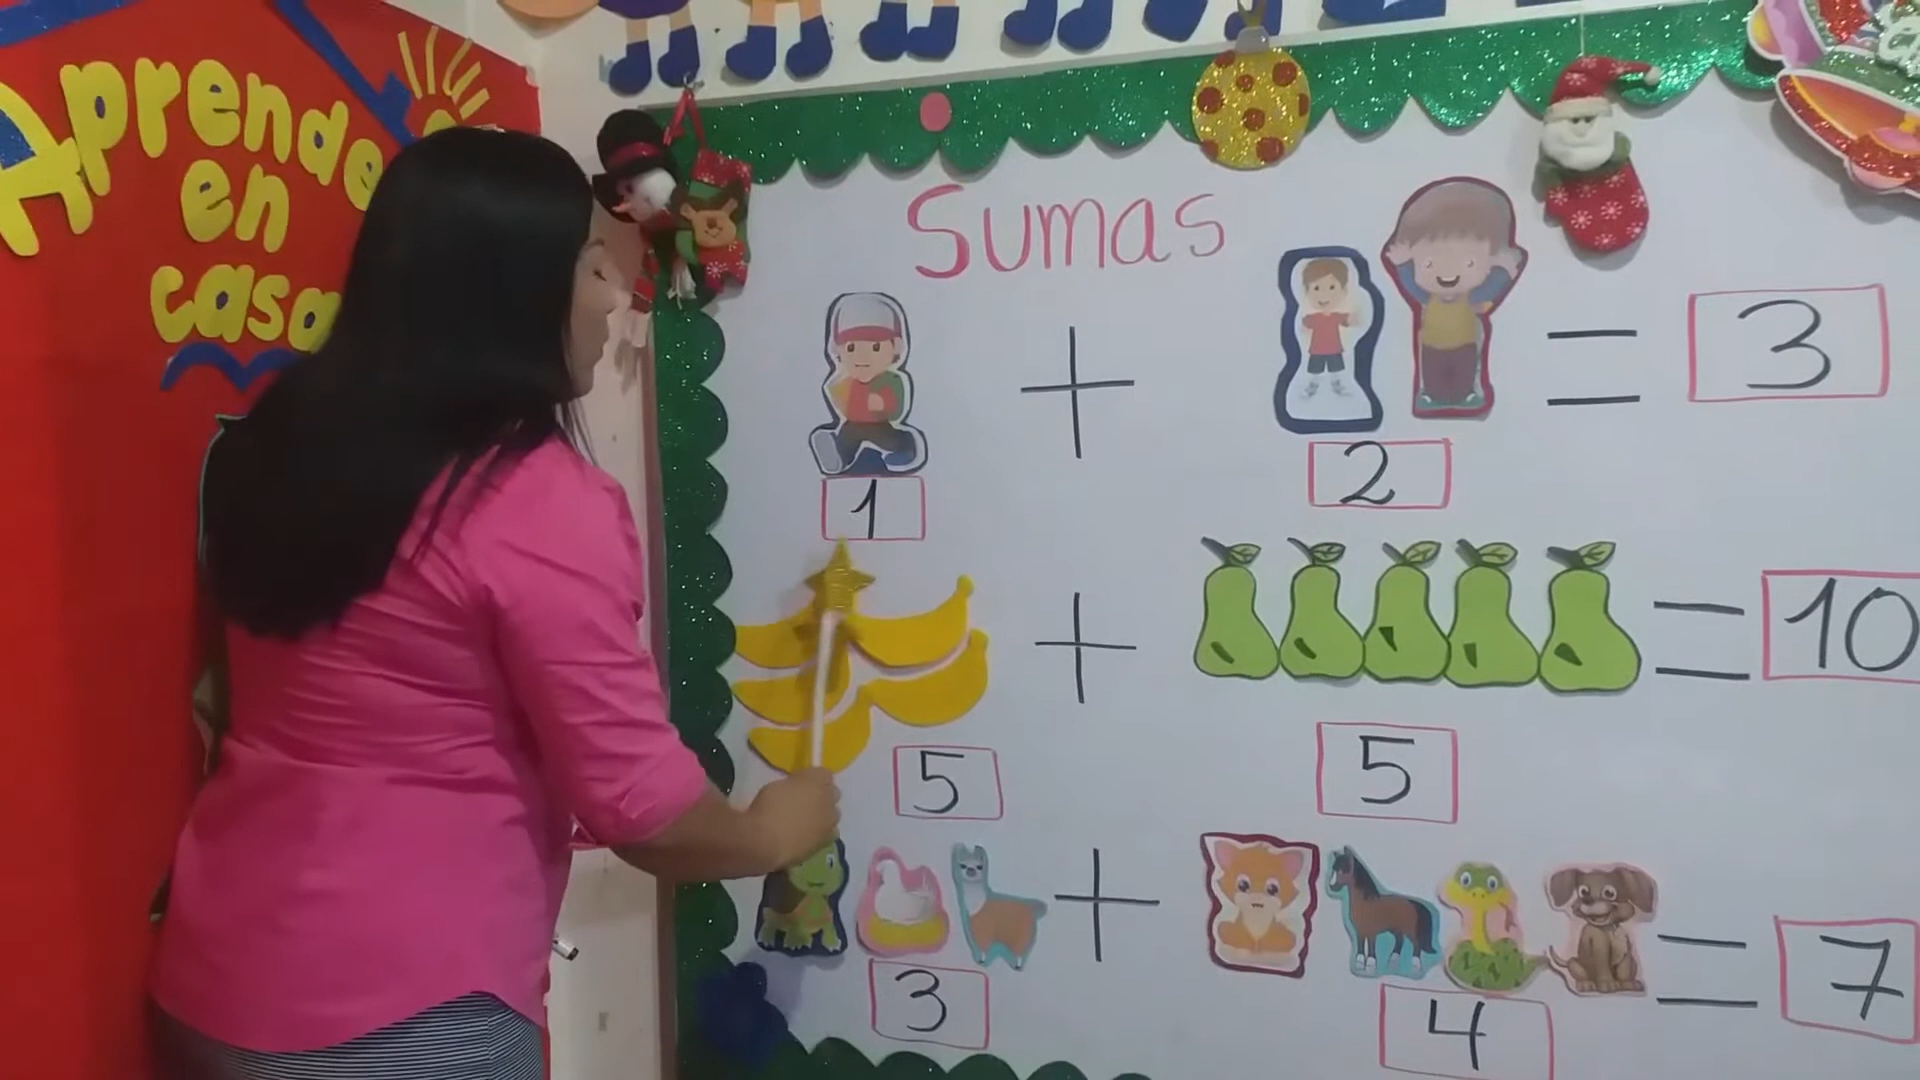 Aprende
en
casa
Sumas
1 + 2 = 3
5 + 5 = 10
3 + 4 = 7